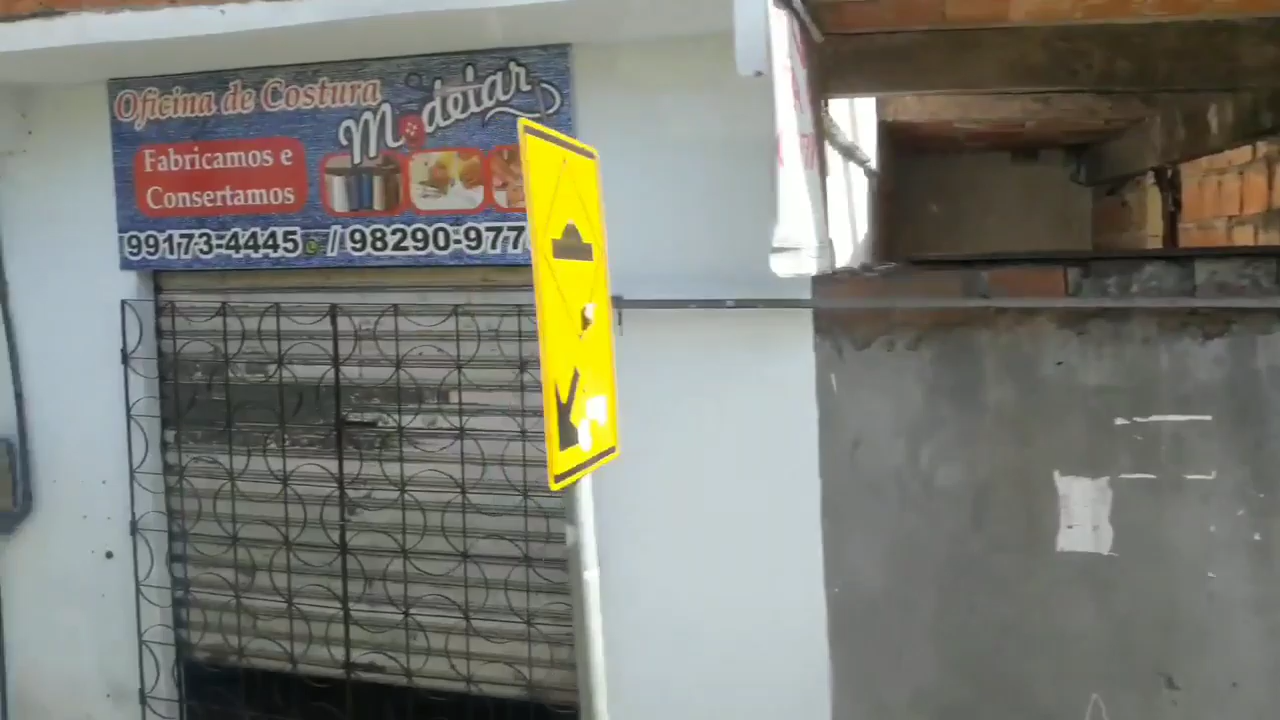 Oficina de Costura
Modelar
Fabricamos e
Consertamos
99173-4445 / 98290-977